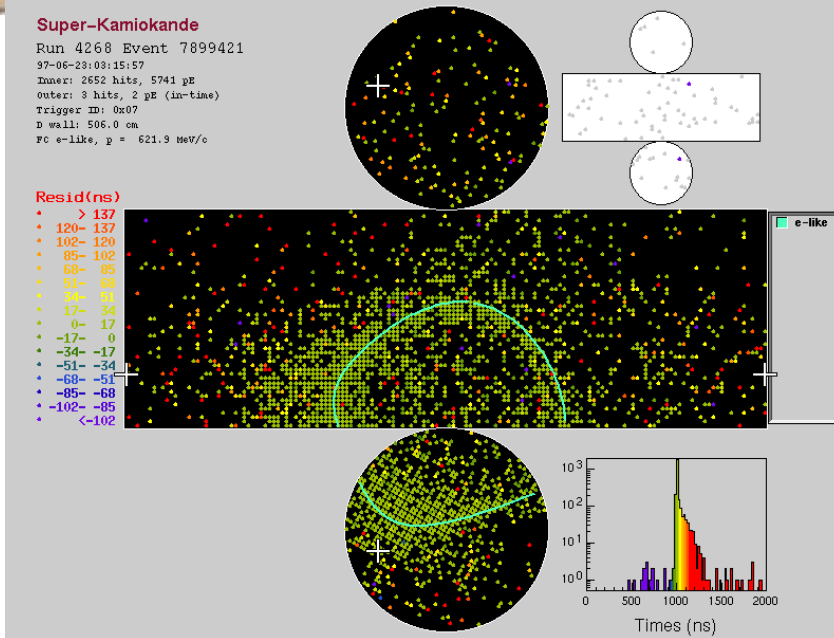 Super-Kamiokande
Run 4268 Event 7899421
97-06-23:03:15:57
Inner: 2652 hits, 5741 pE
Outer: 3 hits, 2 pE (in-time)
Trigger ID: 0x07
D wall: 506.0 cm
FC e-like, p = 621.9 MeV/c
Resid(ns)
> 137
120- 137
102- 120
85- 102
68- 85
51- 68
34- 51
17- 34
0- 17
-17- 0
-34- -17
-51- -34
-68- -51
-85- -68
-102- -85
<-102
e-like
10³
10²
10¹
10⁰
0 500 1000 1500 2000
Times (ns)